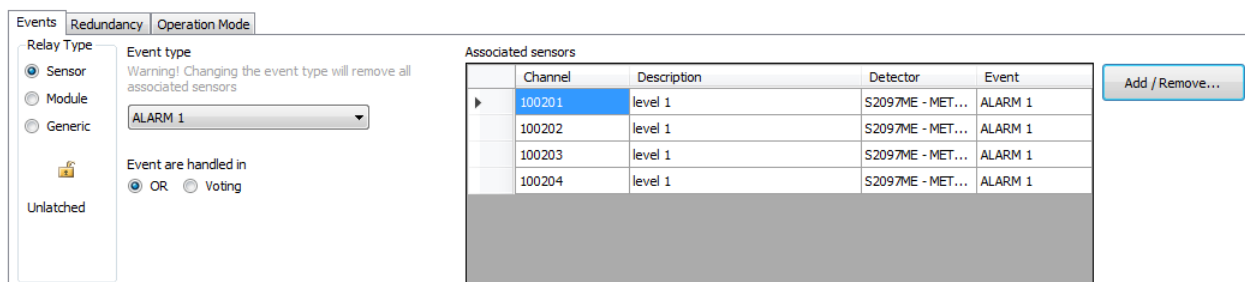 Events Redundancy Operation Mode
Relay Type
Sensor
Module
Generic
Unlatched
Event type
Warning! Changing the event type will remove all
associated sensors
ALARM 1
Event are handled in
OR Voting
Associated sensors
Channel Description Detector Event
100201 level 1 S2097ME - MET... ALARM 1
100202 level 1 S2097ME - MET... ALARM 1
100203 level 1 S2097ME - MET... ALARM 1
100204 level 1 S2097ME - MET... ALARM 1
Add / Remove...